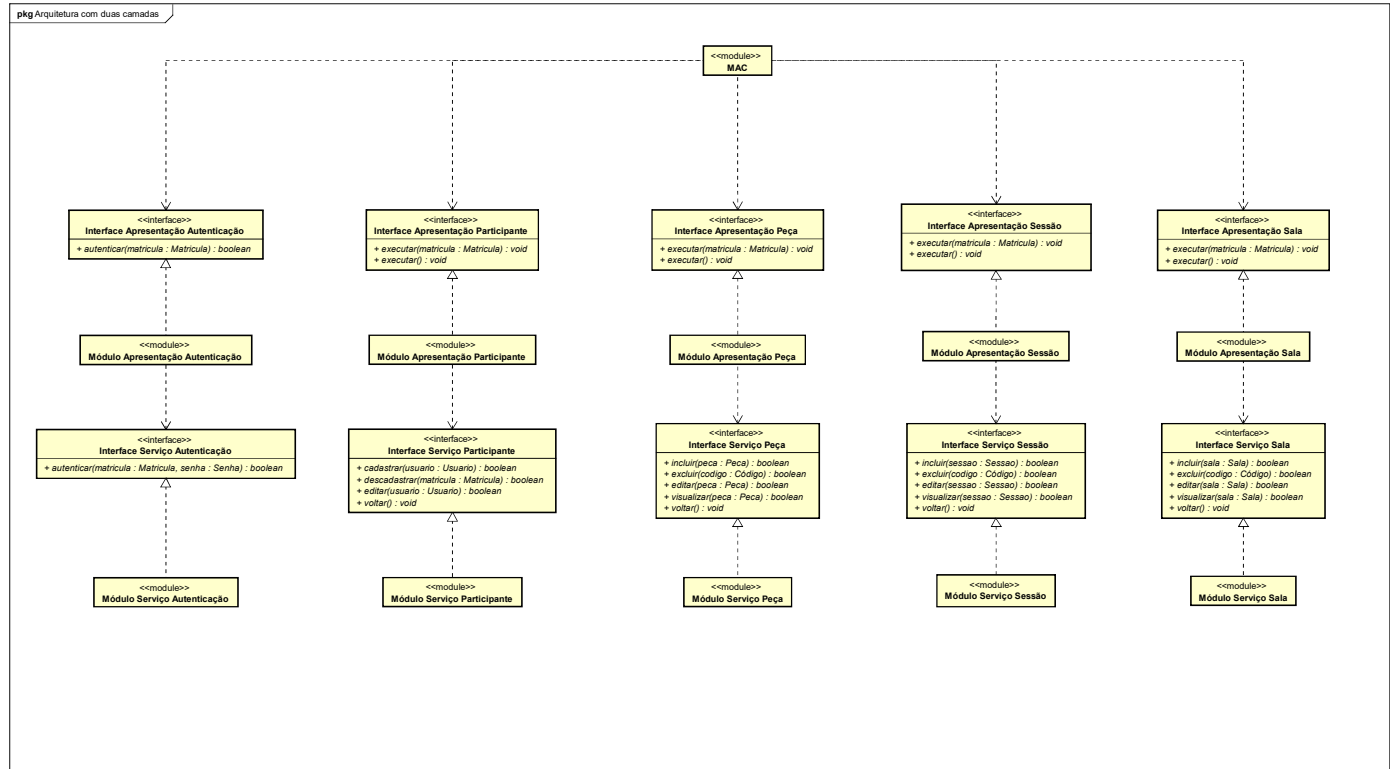 pkg Arquitetura com duas camadas
<<module>>
MAC
<<interface>>
Interface Apresentação Autenticação
+ autenticar(matricula : Matricula) : boolean
<<interface>>
Interface Apresentação Participante
+ executar(matricula : Matricula) : void
+ executar() : void
<<interface>>
Interface Apresentação Peça
+ executar(matricula : Matricula) : void
+ executar() : void
<<interface>>
Interface Apresentação Sessão
+ executar(matricula : Matricula) : void
+ executar() : void
<<interface>>
Interface Apresentação Sala
+ executar(matricula : Matricula) : void
+ executar() : void
<<module>>
Módulo Apresentação Autenticação
<<module>>
Módulo Apresentação Participante
<<module>>
Módulo Apresentação Peça
<<module>>
Módulo Apresentação Sessão
<<module>>
Módulo Apresentação Sala
<<interface>>
Interface Serviço Autenticação
+ autenticar(matricula : Matricula, senha : Senha) : boolean
<<interface>>
Interface Serviço Participante
+ cadastrar(usuario : Usuario) : boolean
+ descadastrar(matricula : Matricula) : boolean
+ editar(usuario : Usuario) : boolean
+ voltar() : void
<<interface>>
Interface Serviço Peça
+ incluir(peca : Peca) : boolean
+ excluir(codigo : Código) : boolean
+ editar(peca : Peca) : boolean
+ visualizar(peca : Peca) : boolean
+ voltar() : void
<<interface>>
Interface Serviço Sessão
+ incluir(sessao : Sessao) : boolean
+ excluir(codigo : Código) : boolean
+ editar(sessao : Sessao) : boolean
+ visualizar(sessao : Sessao) : boolean
+ voltar() : void
<<interface>>
Interface Serviço Sala
+ incluir(sala : Sala) : boolean
+ excluir(codigo : Código) : boolean
+ editar(sala : Sala) : boolean
+ visualizar(sala : Sala) : boolean
+ voltar() : void
<<module>>
Módulo Serviço Autenticação
<<module>>
Módulo Serviço Participante
<<module>>
Módulo Serviço Peça
<<module>>
Módulo Serviço Sessão
<<module>>
Módulo Serviço Sala